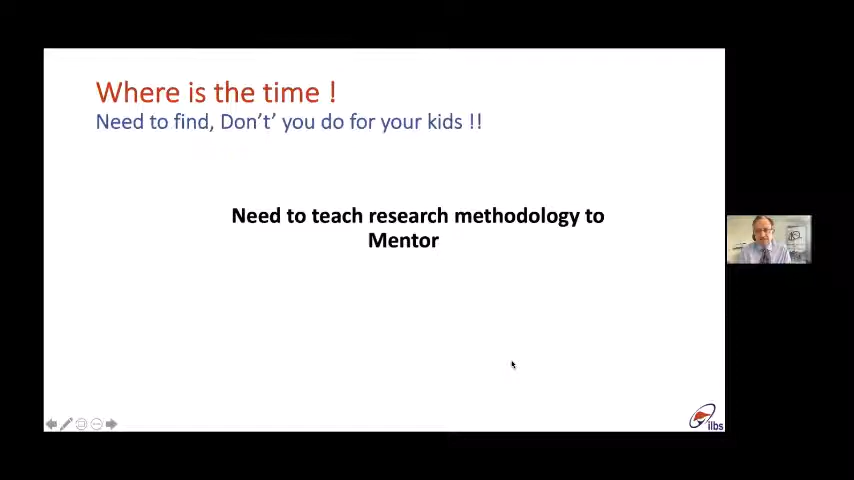 Where is the time !
Need to find, Don't' you do for your kids !!
Need to teach research methodology to
Mentor
ilbs